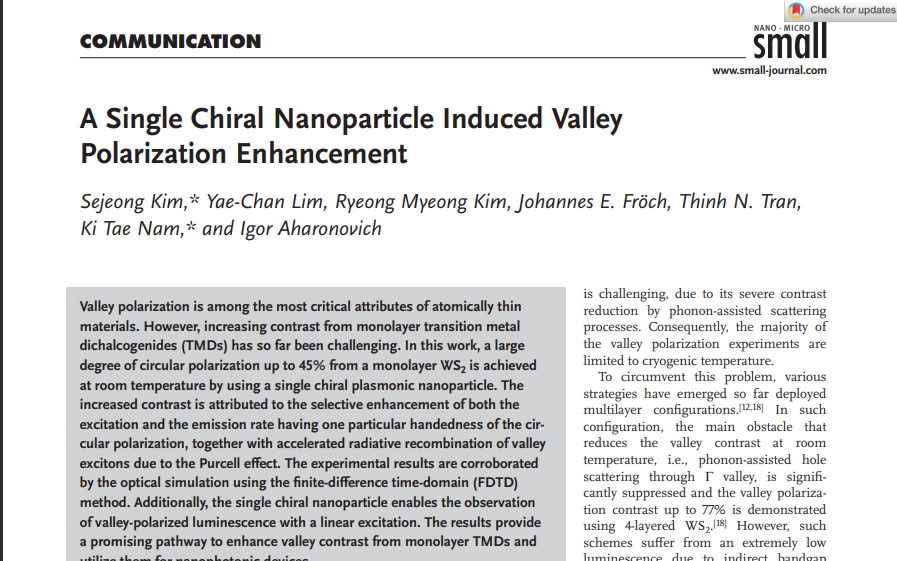 Check for updates
COMMUNICATION
NANO · MICRO
small
www.small-journal.com
A Single Chiral Nanoparticle Induced Valley
Polarization Enhancement
Sejeong Kim,* Yae-Chan Lim, Ryeong Myeong Kim, Johannes E. Fröch, Thinh N. Tran,
Ki Tae Nam,* and Igor Aharonovich
Valley polarization is among the most critical attributes of atomically thin
materials. However, increasing contrast from monolayer transition metal
dichalcogenides (TMDs) has so far been challenging. In this work, a large
degree of circular polarization up to 45% from a monolayer WS₂ is achieved
at room temperature by using a single chiral plasmonic nanoparticle. The
increased contrast is attributed to the selective enhancement of both the
excitation and the emission rate having one particular handedness of the cir-
cular polarization, together with accelerated radiative recombination of valley
excitons due to the Purcell effect. The experimental results are corroborated
by the optical simulation using the finite-difference time-domain (FDTD)
method. Additionally, the single chiral nanoparticle enables the observation
of valley-polarized luminescence with a linear excitation. The results provide
a promising pathway to enhance valley contrast from monolayer TMDs and
utilize them for nanophotonic devices.
is challenging, due to its severe contrast
reduction by phonon-assisted scattering
processes. Consequently, the majority of
the valley polarization experiments are
limited to cryogenic temperature.
To circumvent this problem, various
strategies have emerged so far deployed
multilayer configurations.[12,18] In such
configuration, the main obstacle that
reduces the valley contrast at room
temperature, i.e., phonon-assisted hole
scattering through Γ valley, is signifi-
cantly suppressed and the valley polariza-
tion contrast up to 77% is demonstrated
using 4-layered WS₂.[18] However, such
schemes suffer from an extremely low
luminescence due to indirect bandgap